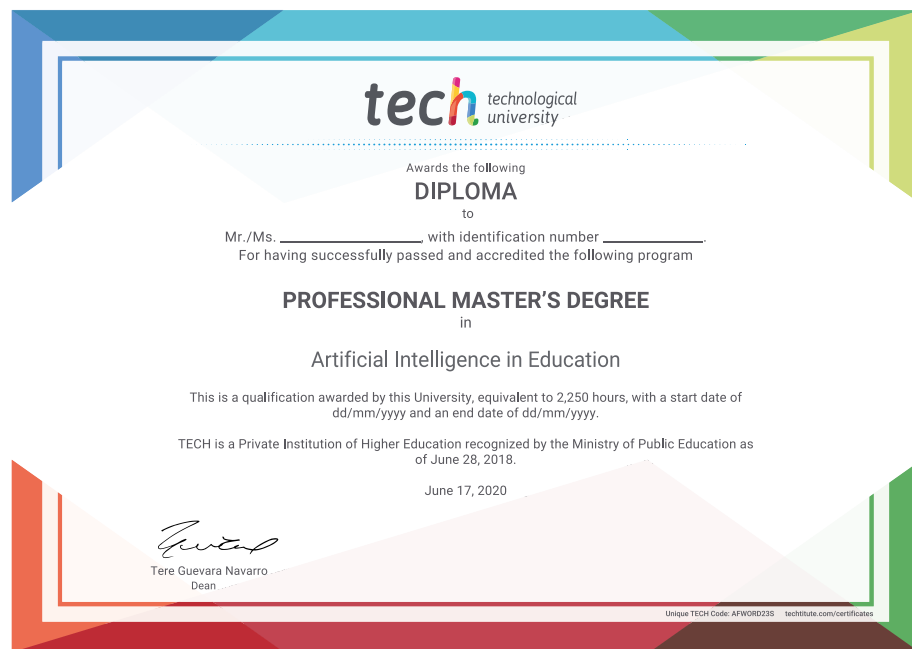 tech technological
university
Awards the following
DIPLOMA
to
Mr./Ms. ____________, with identification number ____________.
For having successfully passed and accredited the following program
PROFESSIONAL MASTER'S DEGREE
in
Artificial Intelligence in Education
This is a qualification awarded by this University, equivalent to 2,250 hours, with a start date of
dd/mm/yyyy and an end date of dd/mm/yyyy.
TECH is a Private Institution of Higher Education recognized by the Ministry of Public Education as
of June 28, 2018.
June 17, 2020
Tere Guevara Navarro
Dean
Unique TECH Code: AFWORD23S techtitute.com/certificates